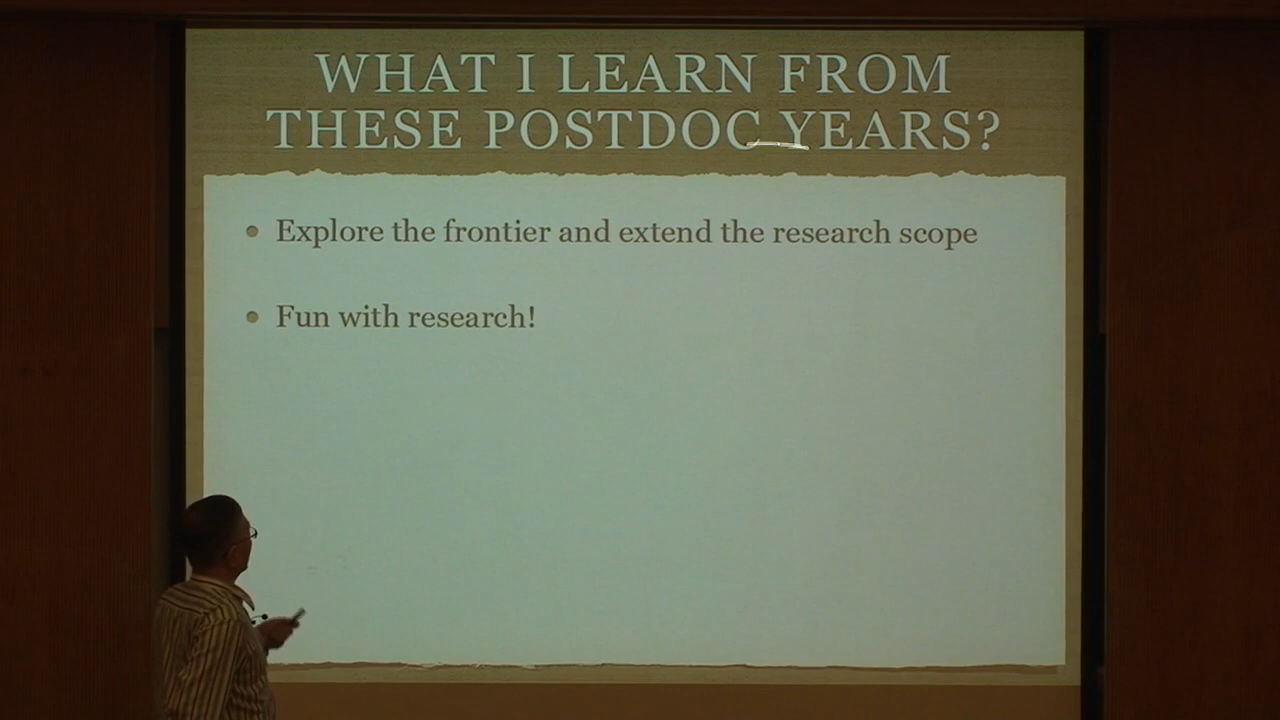 WHAT I LEARN FROM
THESE POSTDOC YEARS?
• Explore the frontier and extend the research scope
• Fun with research!